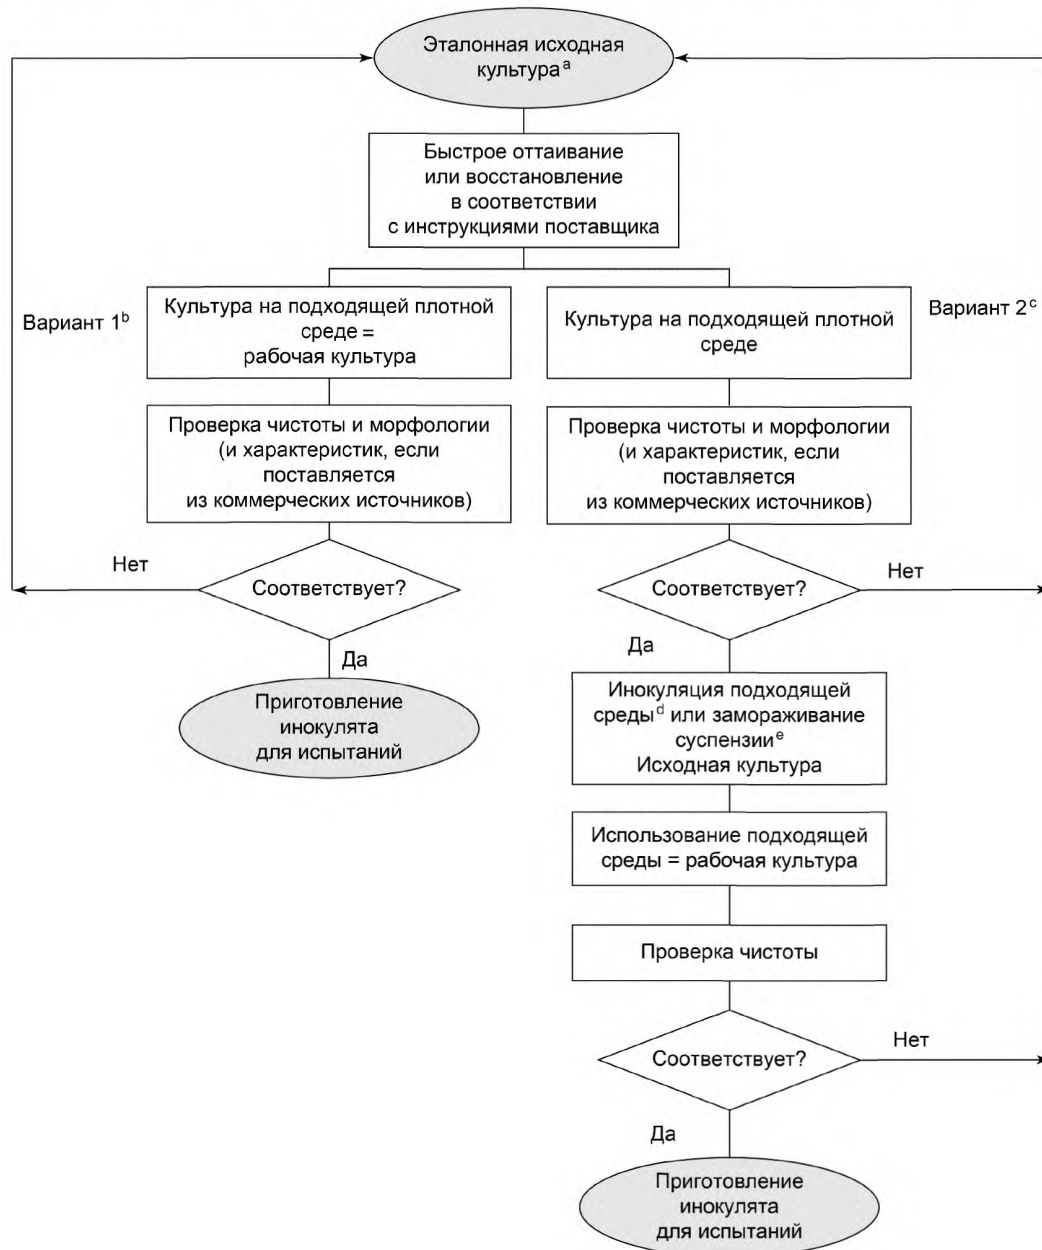 Эталонная исходная
культураᵃ
Быстрое оттаивание
или восстановление
в соответствии
с инструкциями поставщика
Вариант 1ᵇ
Культура на подходящей плотной
среде =
рабочая культура
Культура на подходящей плотной
среде
Вариант 2ᶜ
Проверка чистоты и морфологии
(и характеристик, если
поставляется
из коммерческих источников)
Проверка чистоты и морфологии
(и характеристик, если
поставляется
из коммерческих источников)
Нет
Соответствует?
Соответствует?
Нет
Да
Да
Приготовление
инокулята
для испытаний
Инокуляция подходящей
средыᵈ или замораживание
суспензииᵉ
Исходная культура
Использование подходящей
среды = рабочая культура
Проверка чистоты
Соответствует?
Нет
Да
Приготовление
инокулята
для испытаний